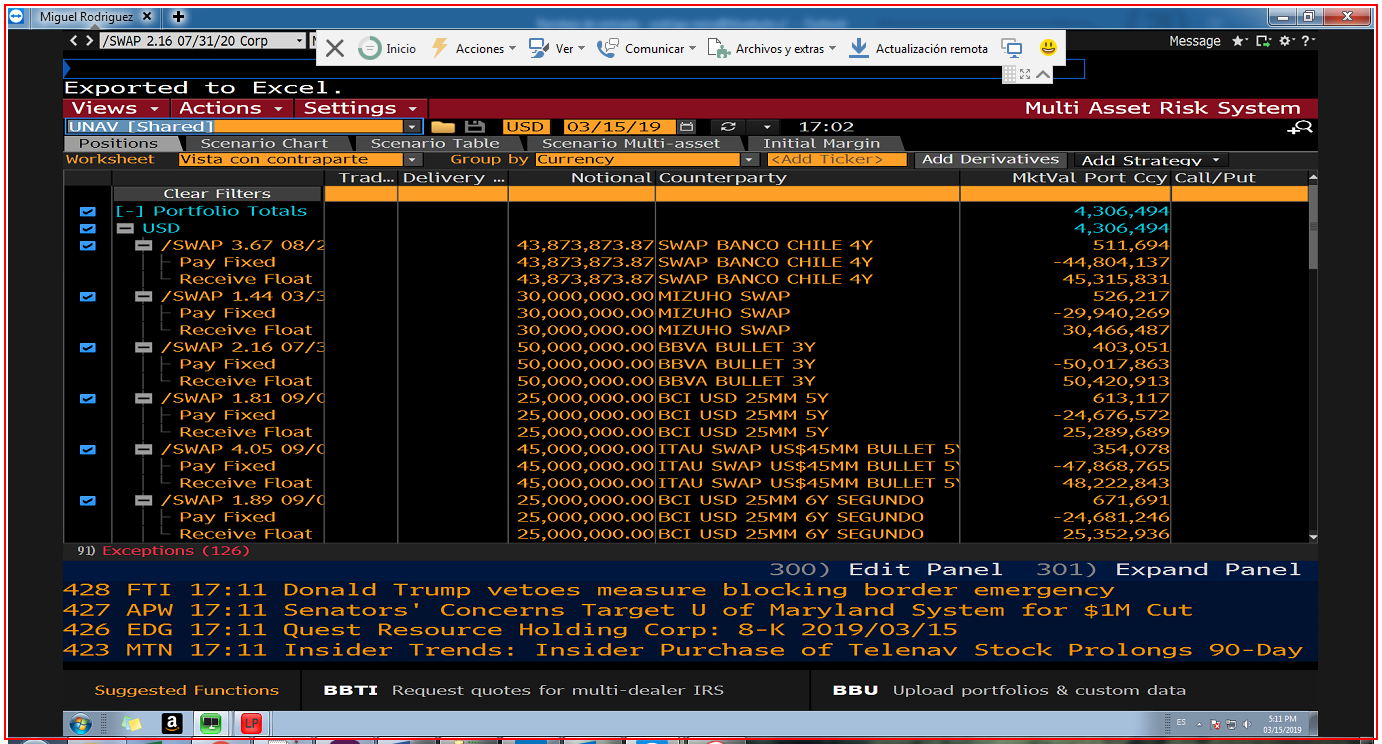 Miguel Rodriguez
/SWAP 2.16 07/31/20 Corp
Inicio Acciones Ver Comunicar Archivos y extras Actualización remota
Message
Exported to Excel.
Views Actions Settings Multi Asset Risk System
UNAV [Shared] USD 03/15/19 17:02
Positions Scenario Chart Scenario Table Scenario Multi-asset Initial Margin
Worksheet Vista con contraparte Group by Currency <Add Ticker> Add Derivatives Add Strategy
Trad... Delivery ... Notional Counterparty MktVal Port Ccy Call/Put
Clear Filters
[-] Portfolio Totals 4,306,494
USD 4,306,494
/SWAP 3.67 08/2 43,873,873.87 SWAP BANCO CHILE 4Y 511,694
Pay Fixed 43,873,873.87 SWAP BANCO CHILE 4Y -44,804,137
Receive Float 43,873,873.87 SWAP BANCO CHILE 4Y 45,315,831
/SWAP 1.44 03/3 30,000,000.00 MIZUHO SWAP 526,217
Pay Fixed 30,000,000.00 MIZUHO SWAP -29,940,269
Receive Float 30,000,000.00 MIZUHO SWAP 30,466,487
/SWAP 2.16 07/3 50,000,000.00 BBVA BULLET 3Y 403,051
Pay Fixed 50,000,000.00 BBVA BULLET 3Y -50,017,863
Receive Float 50,000,000.00 BBVA BULLET 3Y 50,420,913
/SWAP 1.81 09/0 25,000,000.00 BCI USD 25MM 5Y 613,117
Pay Fixed 25,000,000.00 BCI USD 25MM 5Y -24,676,572
Receive Float 25,000,000.00 BCI USD 25MM 5Y 25,289,689
/SWAP 4.05 09/0 45,000,000.00 ITAU SWAP US$45MM BULLET 5Y 354,078
Pay Fixed 45,000,000.00 ITAU SWAP US$45MM BULLET 5Y -47,868,765
Receive Float 45,000,000.00 ITAU SWAP US$45MM BULLET 5Y 48,222,843
/SWAP 1.89 09/0 25,000,000.00 BCI USD 25MM 6Y SEGUNDO 671,691
Pay Fixed 25,000,000.00 BCI USD 25MM 6Y SEGUNDO -24,681,246
Receive Float 25,000,000.00 BCI USD 25MM 6Y SEGUNDO 25,352,936
91) Exceptions (126)
300) Edit Panel 301) Expand Panel
428 FTI 17:11 Donald Trump vetoes measure blocking border emergency
427 APW 17:11 Senators' Concerns Target U of Maryland System for $1M Cut
426 EDG 17:11 Quest Resource Holding Corp: 8-K 2019/03/15
423 MTN 17:11 Insider Trends: Insider Purchase of Telenav Stock Prolongs 90-Day
Suggested Functions BBTI Request quotes for multi-dealer IRS BBU Upload portfolios & custom data
a LP ES 5:11 PM
03/15/2019